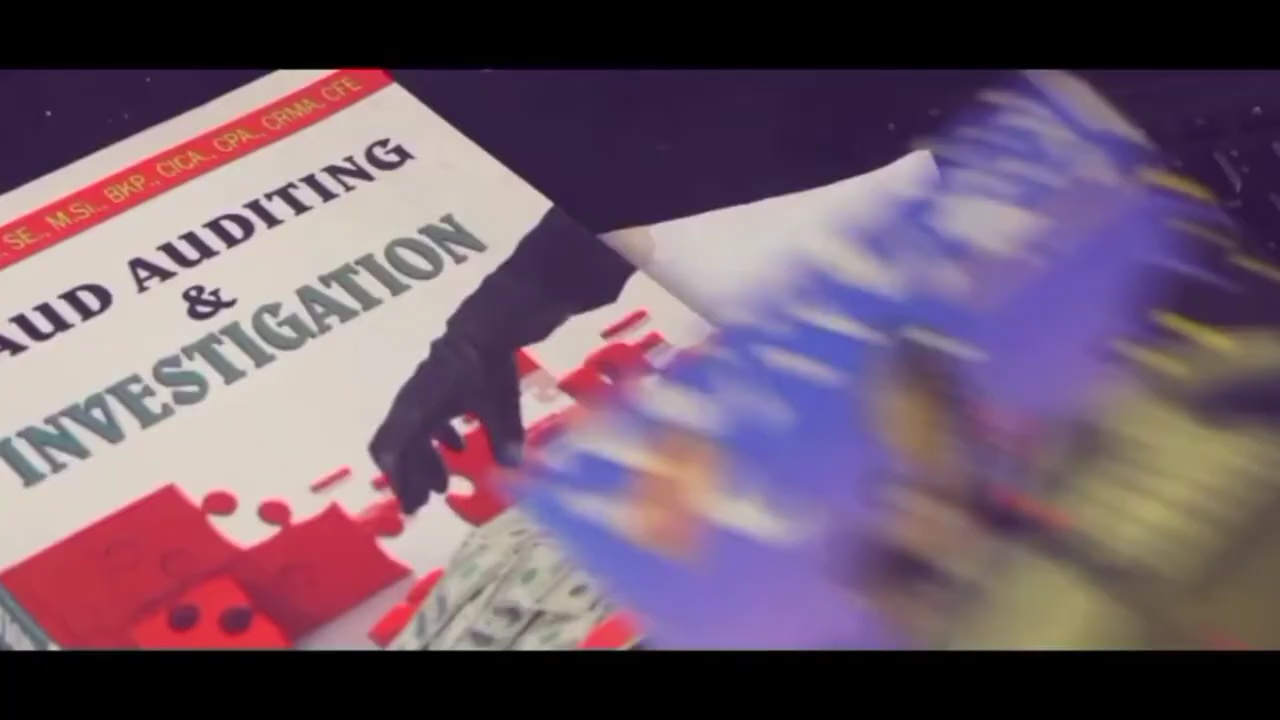 SE., M.Si., BKP., CICA., CPA., CRMA, CFE
AUD AUDITING
&
INVESTIGATION